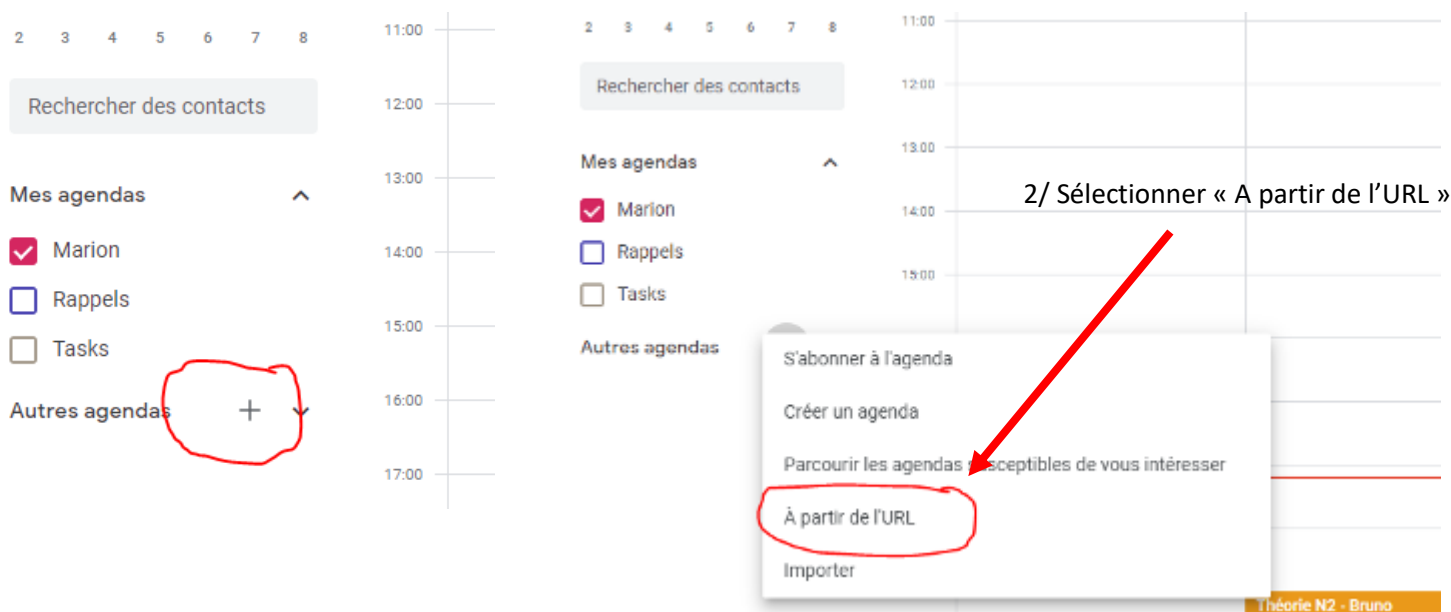 2 3 4 5 6 7 8
Rechercher des contacts
Mes agendas
Marion
Rappels
Tasks
Autres agendas +
11:00
12:00
13:00
14:00
15:00
16:00
17:00
2 3 4 5 6 7 8
Rechercher des contacts
Mes agendas
Marion
Rappels
Tasks
Autres agendas
11:00
12:00
13:00
14:00
15:00
2/ Sélectionner « A partir de l’URL »
S'abonner à l'agenda
Créer un agenda
Parcourir les agendas susceptibles de vous intéresser
À partir de l'URL
Importer
Théorie N2 - Bruno